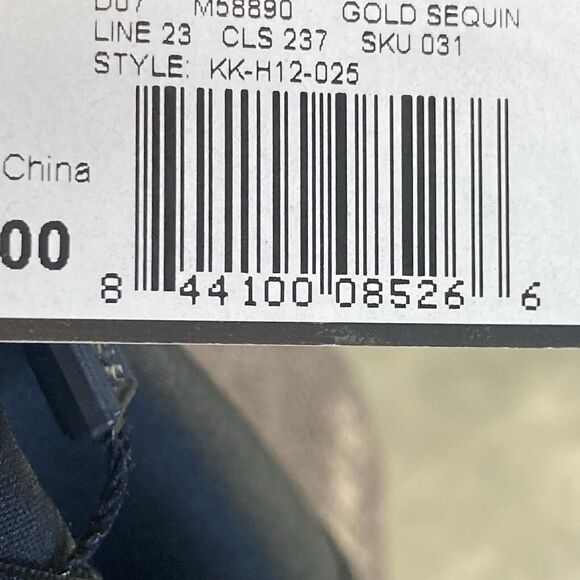 D07 M58890 GOLD SEQUIN
LINE 23 CLS 237 SKU 031
STYLE: KK-H12-025
China
00
8 44100 08526 6